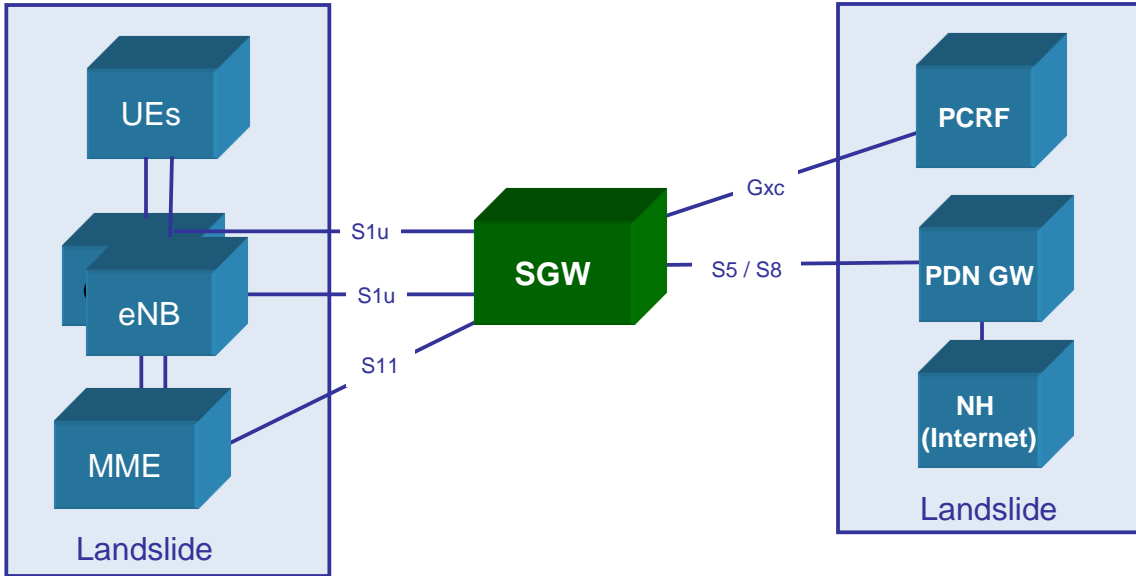 UEs
PCRF
Gxc
S1u
SGW
S5 / S8
PDN GW
S1u
eNB
S11
NH
(Internet)
MME
Landslide
Landslide